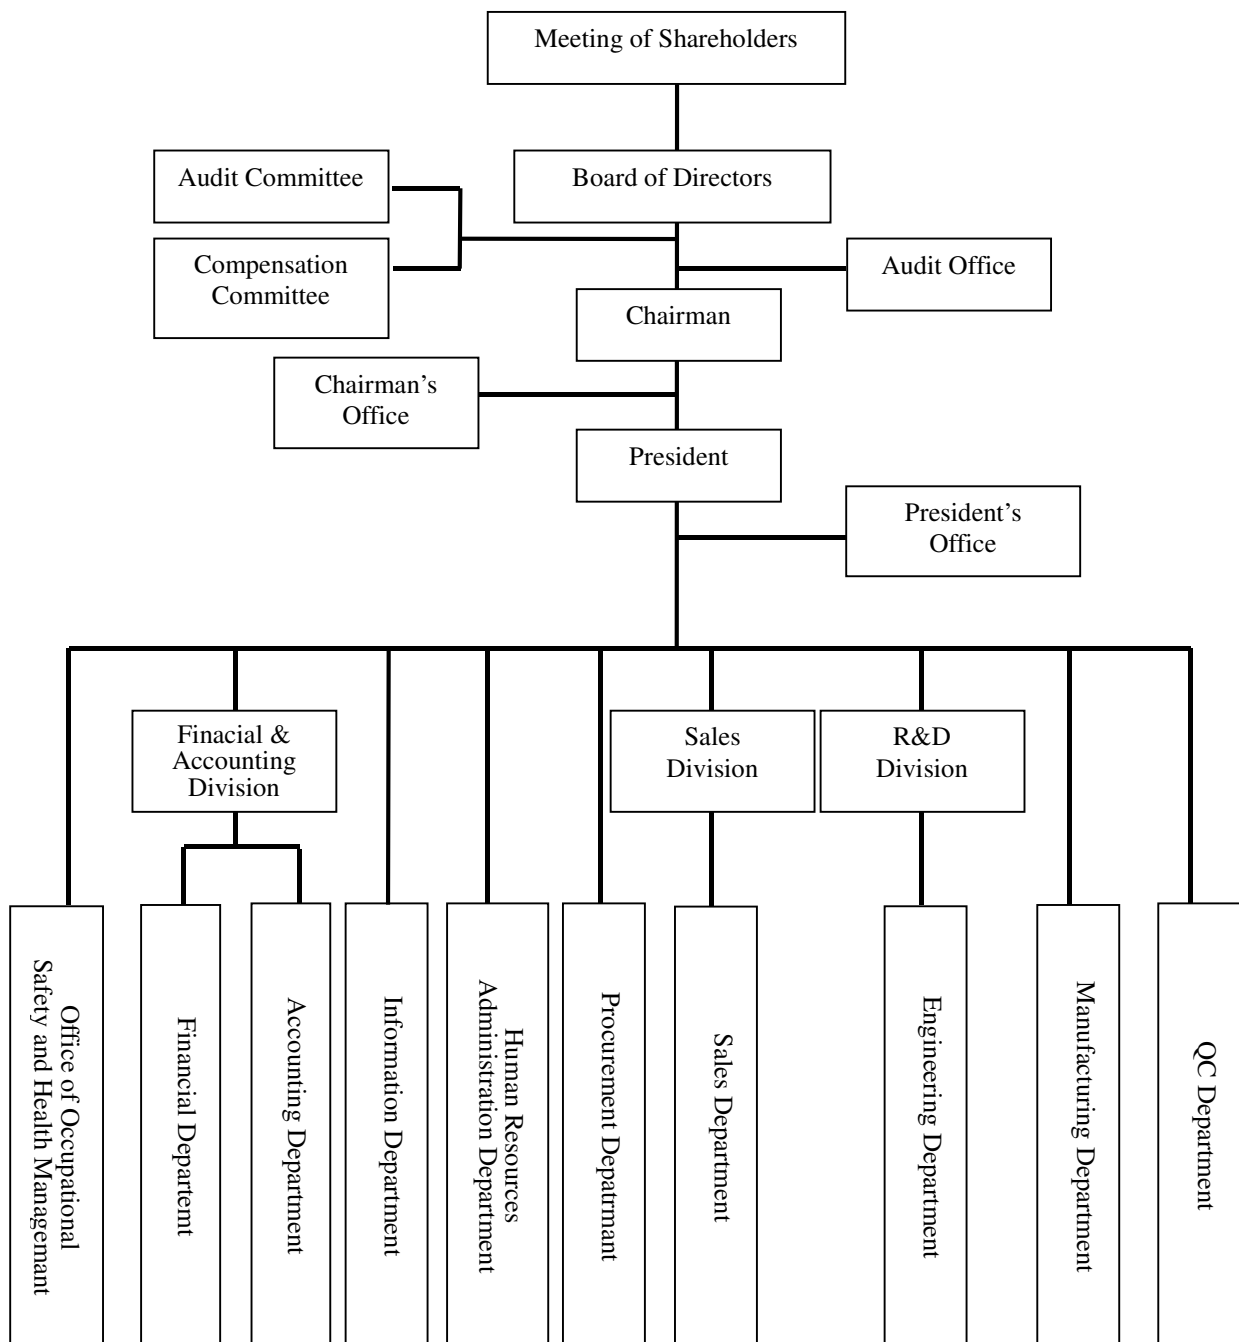 Meeting of Shareholders
Audit Committee
Board of Directors
Compensation
Committee
Audit Office
Chairman
Chairman’s
Office
President
President’s
Office
Finacial &
Accounting
Division
Sales
Division
R&D
Division
Office of Occupational
Safety and Health Managemant
Financial Departemt
Accounting Department
Information Department
Human Resources
Administration Department
Procurement Depatrmant
Sales Department
Engineering Department
Manufacturing Department
QC Department